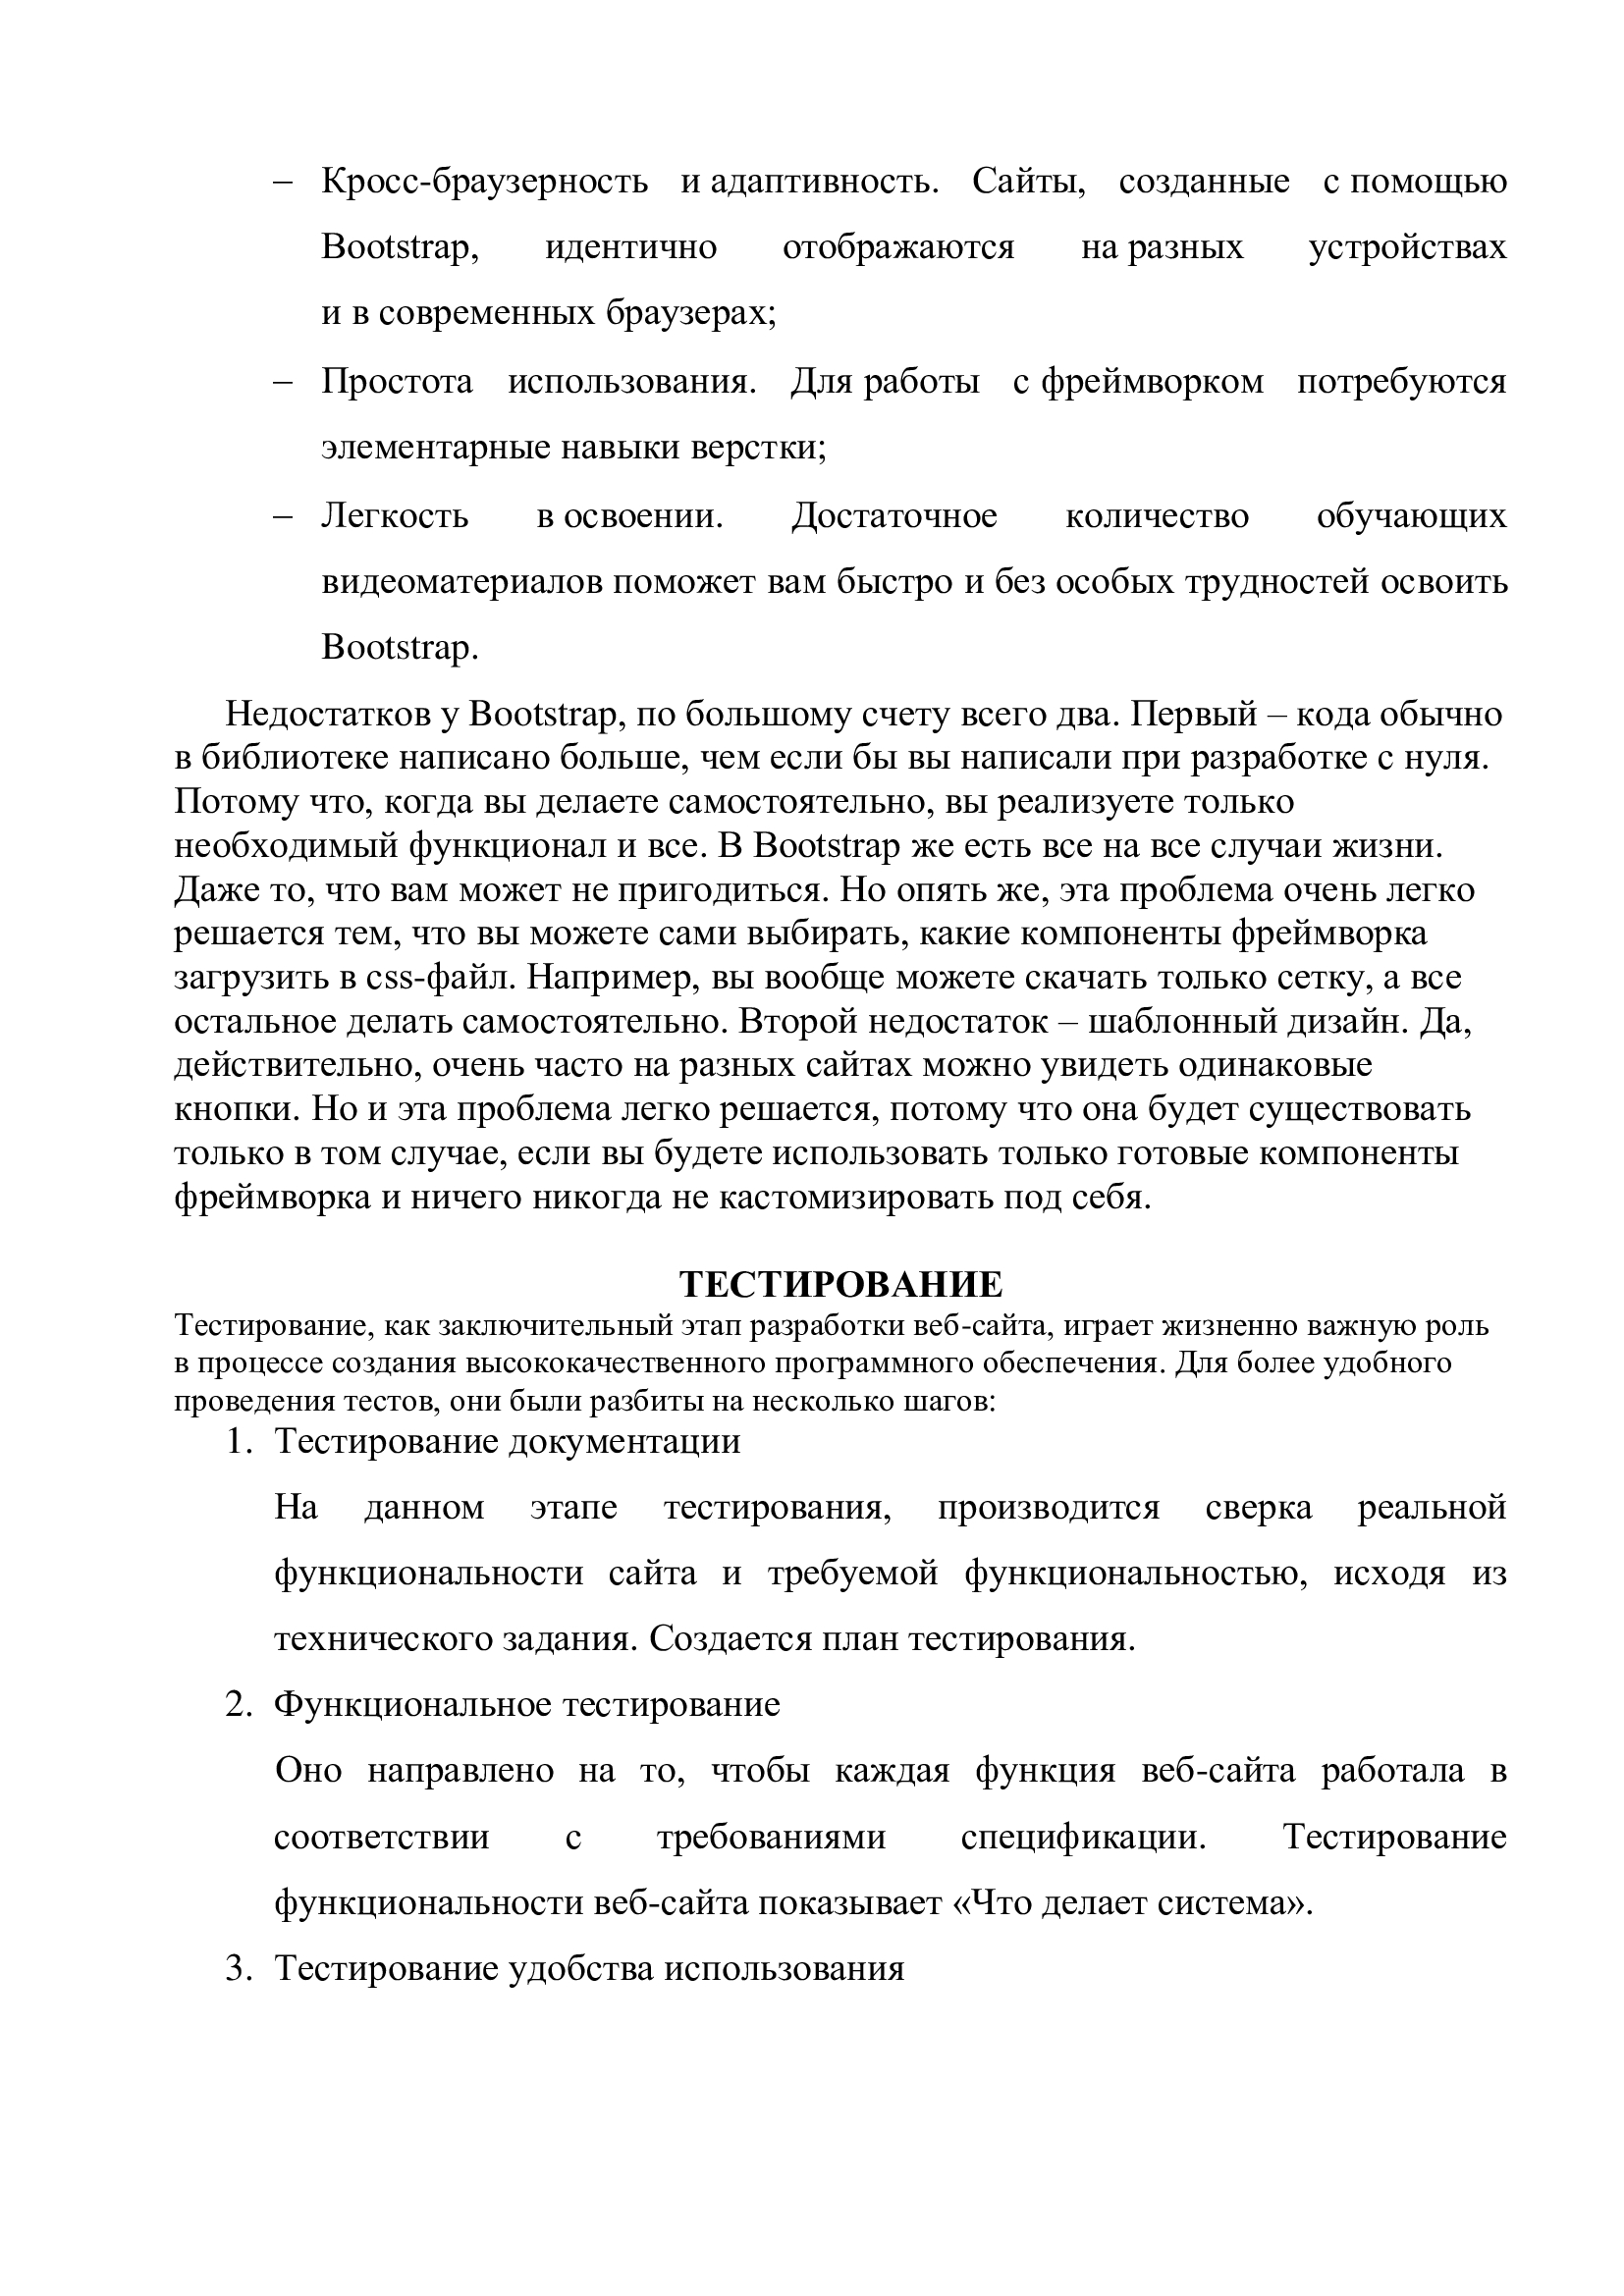 – Кросс-браузерность и адаптивность. Сайты, созданные с помощью
Bootstrap, идентично отображаются на разных устройствах
и в современных браузерах;
– Простота использования. Для работы с фреймворком потребуются
элементарные навыки верстки;
– Легкость в освоении. Достаточное количество обучающих
видеоматериалов поможет вам быстро и без особых трудностей освоить
Bootstrap.
Недостатков у Bootstrap, по большому счету всего два. Первый – кода обычно
в библиотеке написано больше, чем если бы вы написали при разработке с нуля.
Потому что, когда вы делаете самостоятельно, вы реализуете только
необходимый функционал и все. В Bootstrap же есть все на все случаи жизни.
Даже то, что вам может не пригодиться. Но опять же, эта проблема очень легко
решается тем, что вы можете сами выбирать, какие компоненты фреймворка
загрузить в css-файл. Например, вы вообще можете скачать только сетку, а все
остальное делать самостоятельно. Второй недостаток – шаблонный дизайн. Да,
действительно, очень часто на разных сайтах можно увидеть одинаковые
кнопки. Но и эта проблема легко решается, потому что она будет существовать
только в том случае, если вы будете использовать только готовые компоненты
фреймворка и ничего никогда не кастомизировать под себя.
ТЕСТИРОВАНИЕ
Тестирование, как заключительный этап разработки веб-сайта, играет жизненно важную роль
в процессе создания высококачественного программного обеспечения. Для более удобного
проведения тестов, они были разбиты на несколько шагов:
1. Тестирование документации
На данном этапе тестирования, производится сверка реальной
функциональности сайта и требуемой функциональностью, исходя из
технического задания. Создается план тестирования.
2. Функциональное тестирование
Оно направлено на то, чтобы каждая функция веб-сайта работала в
соответствии с требованиями спецификации. Тестирование
функциональности веб-сайта показывает «Что делает система».
3. Тестирование удобства использования